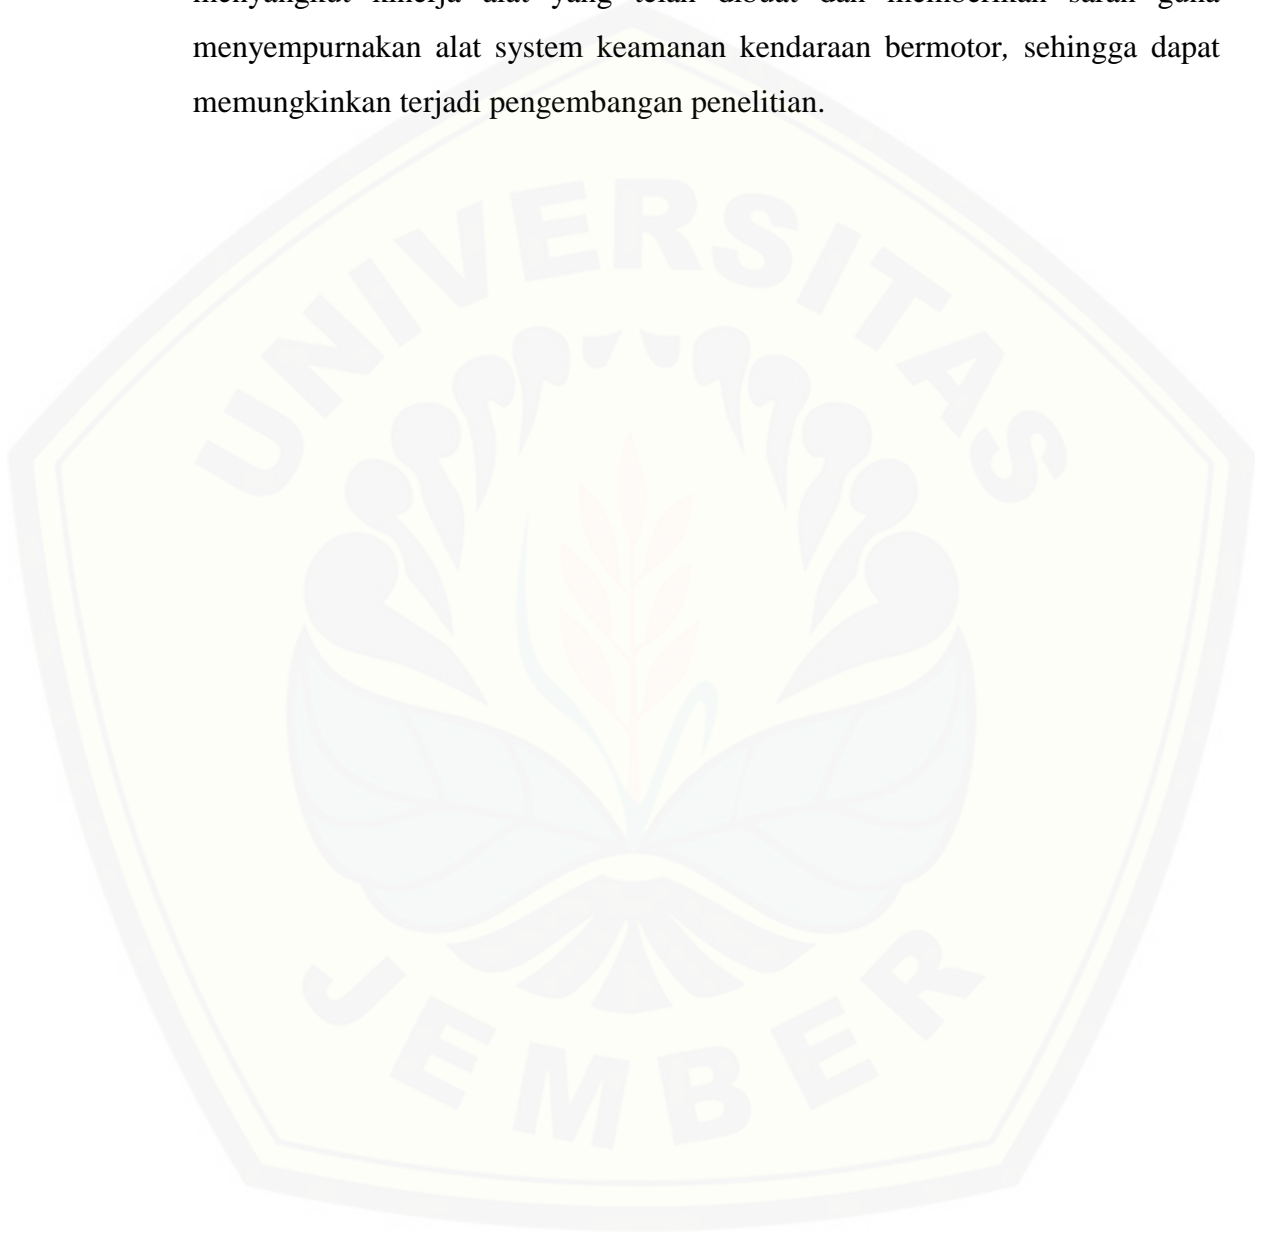 menyangkut kinerja alat yang telah dibuat dan memberikan saran guna
menyempurnakan alat system keamanan kendaraan bermotor, sehingga dapat
memungkinkan terjadi pengembangan penelitian.
UNIVERSITAS
JEMBER